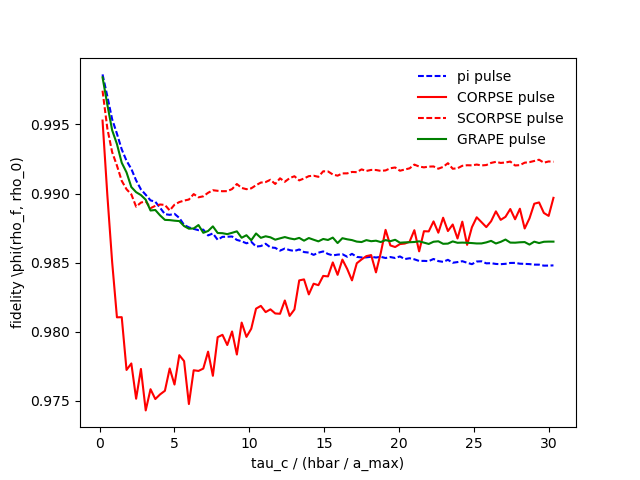 pi pulse
CORPSE pulse
SCORPSE pulse
GRAPE pulse
fidelity \phi(rho_f, rho_0)
0.995
0.990
0.985
0.980
0.975
0 5 10 15 20 25 30
tau_c / (hbar / a_max)